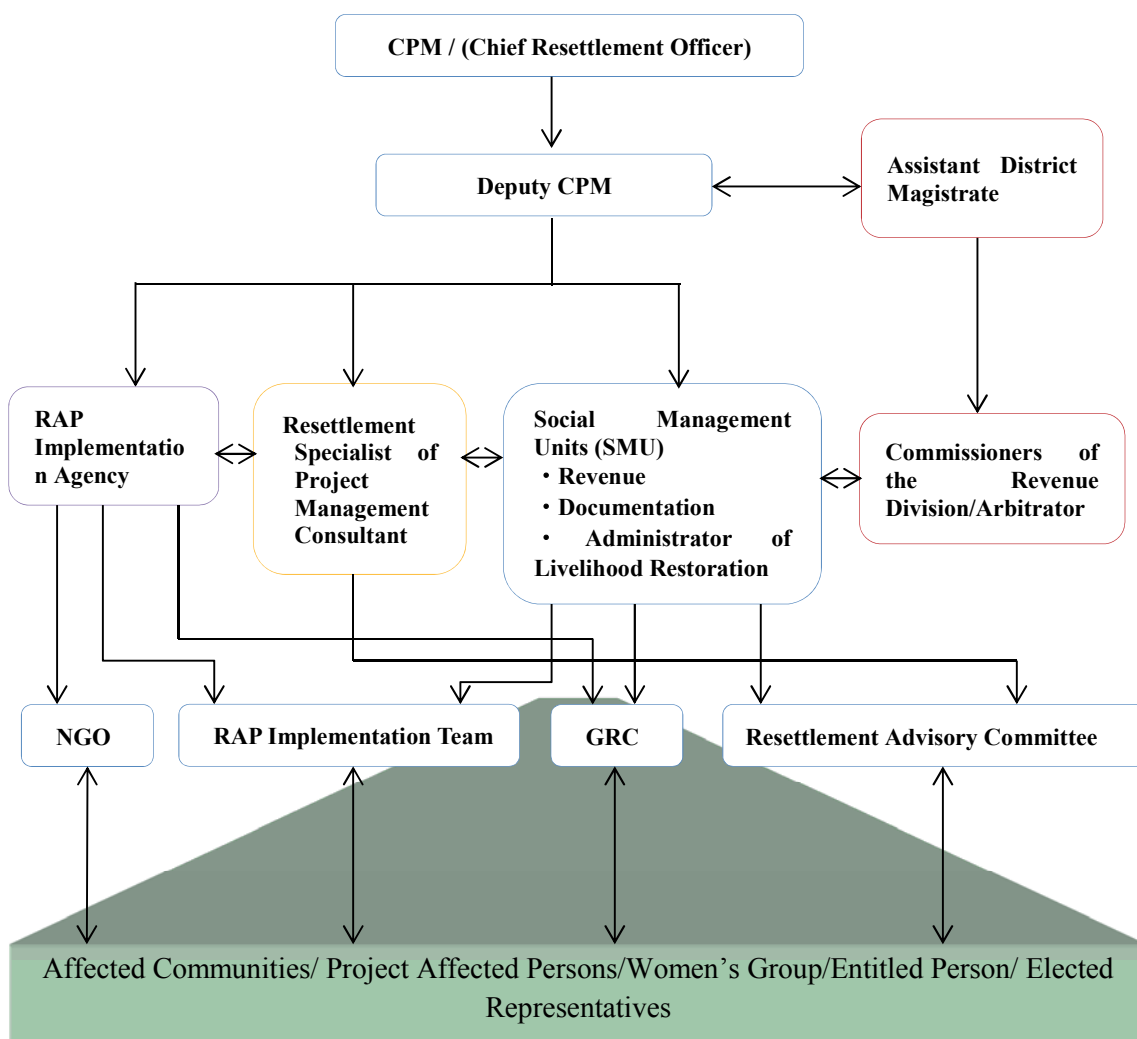 CPM / (Chief Resettlement Officer)
Deputy CPM
Assistant District
Magistrate
RAP
Implementatio
n Agency
Resettlement
Specialist of
Project
Management
Consultant
Social Management
Units (SMU)
・Revenue
・Documentation
・ Administrator of
Livelihood Restoration
Commissioners of
the Revenue
Division/Arbitrator
NGO
RAP Implementation Team
GRC
Resettlement Advisory Committee
Affected Communities/ Project Affected Persons/Women’s Group/Entitled Person/ Elected
Representatives